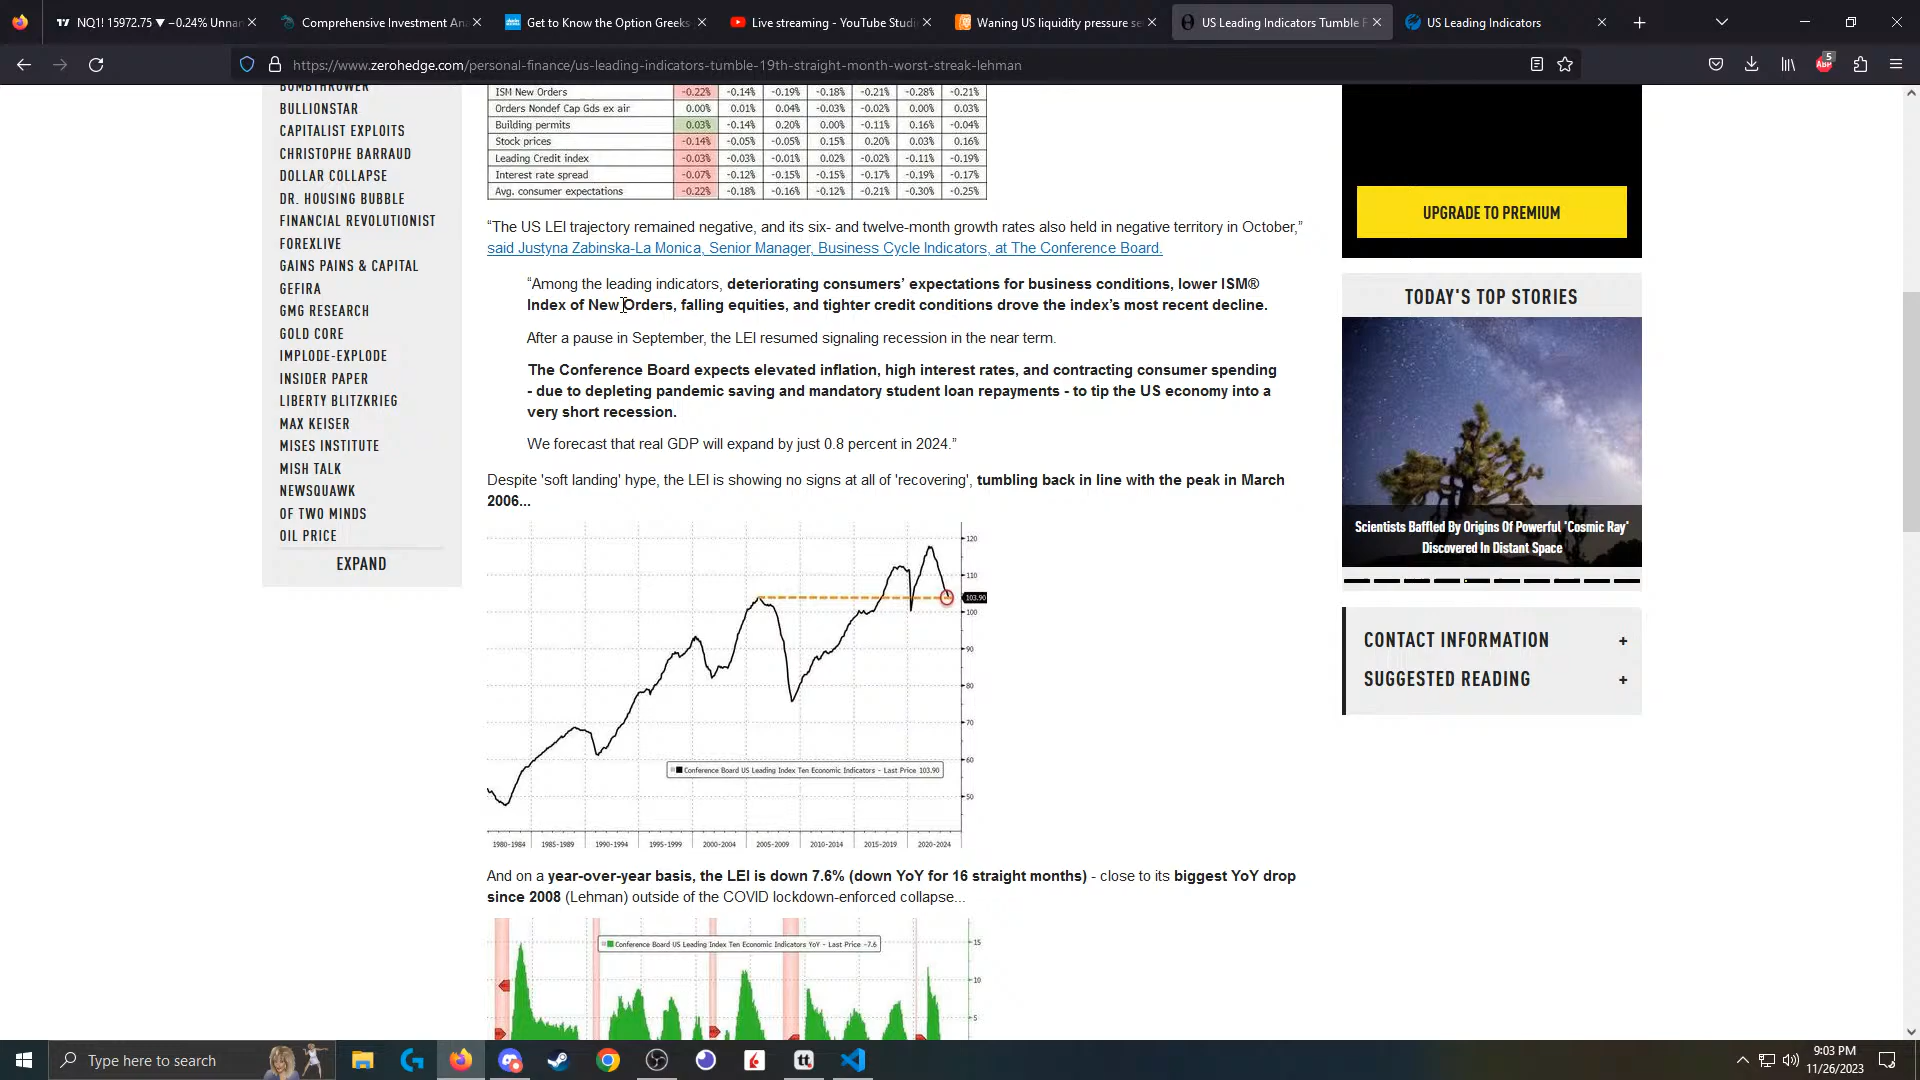 NQ1! 15972.75 ▼ −0.24% Unnar
Comprehensive Investment Ana
Get to Know the Option Greeks
Live streaming - YouTube Studi
Waning US liquidity pressure se
US Leading Indicators Tumble F
US Leading Indicators
https://www.zerohedge.com/personal-finance/us-leading-indicators-tumble-19th-straight-month-worst-streak-lehman
5
ABP
BOMBTHROWER
BULLIONSTAR
CAPITALIST EXPLOITS
CHRISTOPHE BARRAUD
DOLLAR COLLAPSE
DR. HOUSING BUBBLE
FINANCIAL REVOLUTIONIST
FOREXLIVE
GAINS PAINS & CAPITAL
GEFIRA
GMG RESEARCH
GOLD CORE
IMPLODE-EXPLODE
INSIDER PAPER
LIBERTY BLITZKRIEG
MAX KEISER
MISES INSTITUTE
MISH TALK
NEWSQUAWK
OF TWO MINDS
OIL PRICE
EXPAND
ISM New Orders -0.22% -0.14% -0.19% -0.18% -0.21% -0.28% -0.21%
Orders Nondef Cap Gds ex air 0.00% 0.01% 0.04% -0.03% -0.02% 0.00% 0.03%
Building permits 0.03% -0.14% 0.20% 0.00% -0.11% 0.16% -0.04%
Stock prices -0.14% -0.05% -0.05% 0.15% 0.20% 0.03% 0.16%
Leading Credit index -0.03% -0.03% -0.01% 0.02% -0.02% -0.11% -0.19%
Interest rate spread -0.07% -0.12% -0.15% -0.15% -0.17% -0.19% -0.17%
Avg. consumer expectations -0.22% -0.18% -0.16% -0.12% -0.21% -0.30% -0.25%
“The US LEI trajectory remained negative, and its six- and twelve-month growth rates also held in negative territory in October,”
said Justyna Zabinska-La Monica, Senior Manager, Business Cycle Indicators, at The Conference Board.
“Among the leading indicators, deteriorating consumers’ expectations for business conditions, lower ISM®
Index of New Orders, falling equities, and tighter credit conditions drove the index’s most recent decline.
After a pause in September, the LEI resumed signaling recession in the near term.
The Conference Board expects elevated inflation, high interest rates, and contracting consumer spending
- due to depleting pandemic saving and mandatory student loan repayments - to tip the US economy into a
very short recession.
We forecast that real GDP will expand by just 0.8 percent in 2024.”
Despite 'soft landing' hype, the LEI is showing no signs at all of 'recovering', tumbling back in line with the peak in March
2006...
120
110
103.90
100
90
80
70
60
50
Conference Board US Leading Index Ten Economic Indicators - Last Price 103.90
1980-1984 1985-1989 1990-1994 1995-1999 2000-2004 2005-2009 2010-2014 2015-2019 2020-2024
And on a year-over-year basis, the LEI is down 7.6% (down YoY for 16 straight months) - close to its biggest YoY drop
since 2008 (Lehman) outside of the COVID lockdown-enforced collapse...
Conference Board US Leading Index Ten Economic Indicators YoY - Last Price -7.6
15
10
5
UPGRADE TO PREMIUM
TODAY'S TOP STORIES
Scientists Baffled By Origins Of Powerful 'Cosmic Ray'
Discovered In Distant Space
CONTACT INFORMATION +
SUGGESTED READING +
Type here to search
tt
9:03 PM
11/26/2023